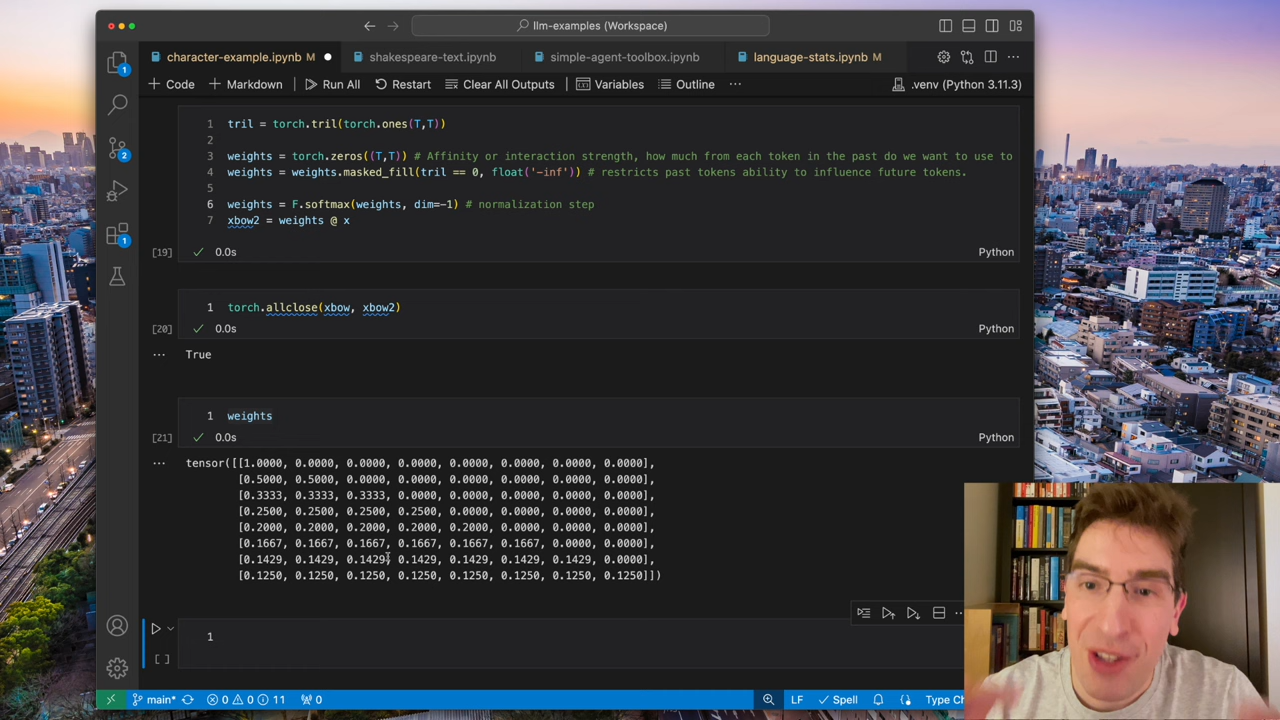 llm-examples (Workspace)
character-example.ipynb M
shakespeare-text.ipynb
simple-agent-toolbox.ipynb
language-stats.ipynb M
+ Code + Markdown Run All Restart Clear All Outputs Variables Outline ... .venv (Python 3.11.3)
1 tril = torch.tril(torch.ones(T,T))
2
3 weights = torch.zeros((T,T)) # Affinity or interaction strength, how much from each token in the past do we want to use to
4 weights = weights.masked_fill(tril == 0, float('-inf')) # restricts past tokens ability to influence future tokens.
5
6 weights = F.softmax(weights, dim=-1) # normalization step
7 xbow2 = weights @ x
[19] ✓ 0.0s Python
1 torch.allclose(xbow, xbow2)
[20] ✓ 0.0s Python
... True
1 weights
[21] ✓ 0.0s Python
... tensor([[1.0000, 0.0000, 0.0000, 0.0000, 0.0000, 0.0000, 0.0000, 0.0000],
[0.5000, 0.5000, 0.0000, 0.0000, 0.0000, 0.0000, 0.0000, 0.0000],
[0.3333, 0.3333, 0.3333, 0.0000, 0.0000, 0.0000, 0.0000, 0.0000],
[0.2500, 0.2500, 0.2500, 0.2500, 0.0000, 0.0000, 0.0000, 0.0000],
[0.2000, 0.2000, 0.2000, 0.2000, 0.2000, 0.0000, 0.0000, 0.0000],
[0.1667, 0.1667, 0.1667, 0.1667, 0.1667, 0.1667, 0.0000, 0.0000],
[0.1429, 0.1429, 0.1429, 0.1429, 0.1429, 0.1429, 0.1429, 0.0000],
[0.1250, 0.1250, 0.1250, 0.1250, 0.1250, 0.1250, 0.1250, 0.1250]])
1
[ ]
1
2
1
main* 0 0 11 0 LF Spell Type Ch